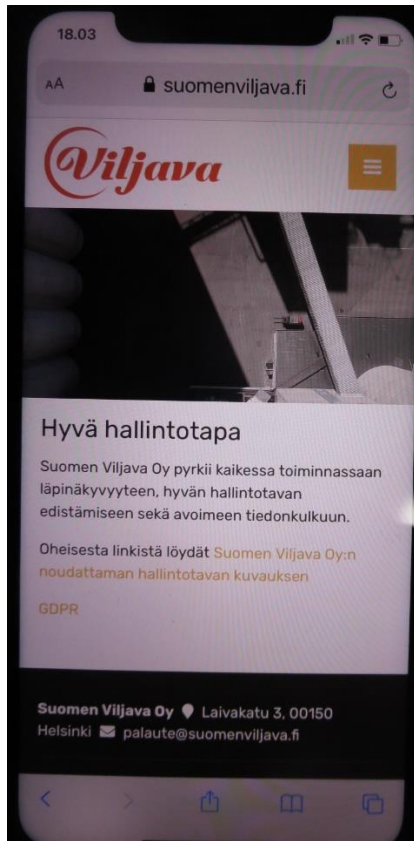 18.03
AA
suomenviljava.fi
Viljava
Hyvä hallintotapa
Suomen Viljava Oy pyrkii kaikessa toiminnassaan
läpinäkyvyyteen, hyvän hallintotavan
edistämiseen sekä avoimeen tiedonkulkuun.
Oheisesta linkistä löydät Suomen Viljava Oy:n
noudattaman hallintotavan kuvauksen
GDPR
Suomen Viljava Oy Laivakatu 3, 00150
Helsinki palaute@suomenviljava.fi